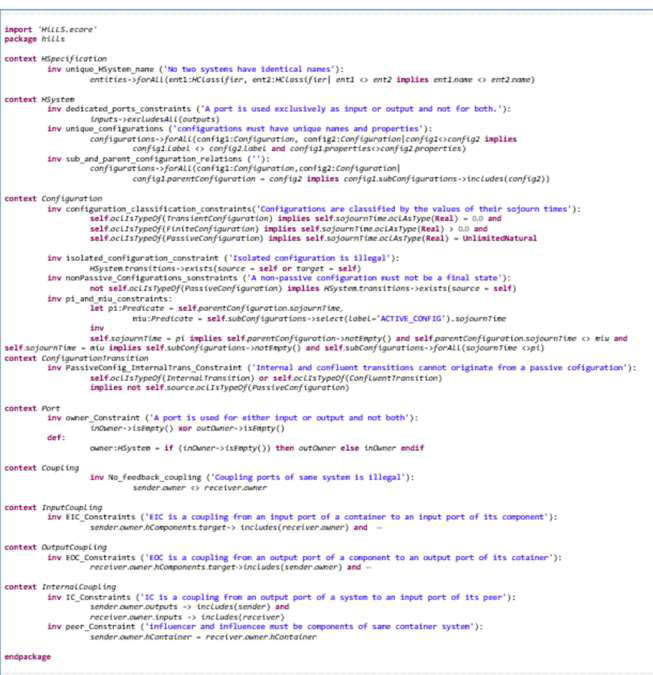 import 'HiLLS.ecore'
package hills
context HSpecification
inv unique_HSystem_name ('No two systems have identical names'):
entities->forAll(ent1:HClassifier, ent2:HClassifier| ent1 <> ent2 implies ent1.name <> ent2.name)
context HSystem
inv dedicated_ports_constraints ('A port is used exclusively as input or output and not for both.'):
inputs->excludesAll(outputs)
inv unique_configurations ('configurations must have unique names and properties'):
configurations->forAll(config1:Configuration, config2:Configuration|config1<>config2 implies
config1.label <> config2.label and config1.properties<>config2.properties)
inv sub_and_parent_configuration_relations (''):
configurations->forAll(config1:Configuration,config2:Configuration|
config1.parentConfiguration = config2 implies config1.subConfigurations->includes(config2))
context Configuration
inv configuration_classification_constraints('Configurations are classified by the values of their sojourn times'):
self.oclIsTypeOf(TransientConfiguration) implies self.sojournTime.oclAsType(Real) = 0.0 and
self.oclIsTypeOf(FiniteConfiguration) implies self.sojournTime.oclAsType(Real) > 0.0 and
self.oclIsTypeOf(PassiveConfiguration) implies self.sojournTime.oclAsType(Real) = UnlimitedNatural
inv isolated_configuration_constraint ('Isolated configuration is illegal'):
HSystem.transitions->exists(source = self or target = self)
inv nonPassive_Configurations_sonstraints ('A non-passive configuration must not be a final state'):
not self.oclIsTypeOf(PassiveConfiguration) implies HSystem.transitions->exists(source = self)
inv pi_and_miu_constraints:
let pi:Predicate = self.parentConfiguration.sojournTime,
miu:Predicate = self.subConfigurations->select(label='ACTIVE_CONFIG').sojournTime
inv
self.sojournTime = pi implies self.parentConfiguration->notEmpty() and self.parentConfiguration.sojournTime <> miu and
self.sojournTime = miu implies self.subConfigurations->notEmpty() and self.subConfigurations->forAll(sojournTime <>pi)
context ConfigurationTransition
inv PassiveConfig_InternalTrans_Constraint ('Internal and confluent transitions cannot originate from a passive cofiguration'):
self.oclIsTypeOf(InternalTransition) or self.oclIsTypeOf(ConfluentTransition)
implies not self.source.oclIsTypeOf(PassiveConfiguration)
context Port
inv owner_Constraint ('A port is used for either input or output and not both'):
inOwner->isEmpty() xor outOwner->isEmpty()
def:
owner:HSystem = if (inOwner->isEmpty()) then outOwner else inOwner endif
context Coupling
inv No_feedback_coupling ('Coupling ports of same system is illegal'):
sender.owner <> receiver.owner
context InputCoupling
inv EIC_Constraints ('EIC is a coupling from an input port of a container to an input port of its component'):
sender.owner.hComponents.target-> includes(receiver.owner) and --
context OutputCoupling
inv EOC_Constraints ('EOC is a coupling from an output port of a component to an output port of its cotainer'):
receiver.owner.hComponents.target->includes(sender.owner) and --
context InternalCoupling
inv IC_Constraints ('IC is a coupling from an output port of a system to an input port of its peer'):
sender.owner.outputs -> includes(sender) and
receiver.owner.inputs -> includes(receiver)
inv peer_Constraint ('influencer and influencee must be components of same container system'):
sender.owner.hContainer = receiver.owner.hContainer
endpackage